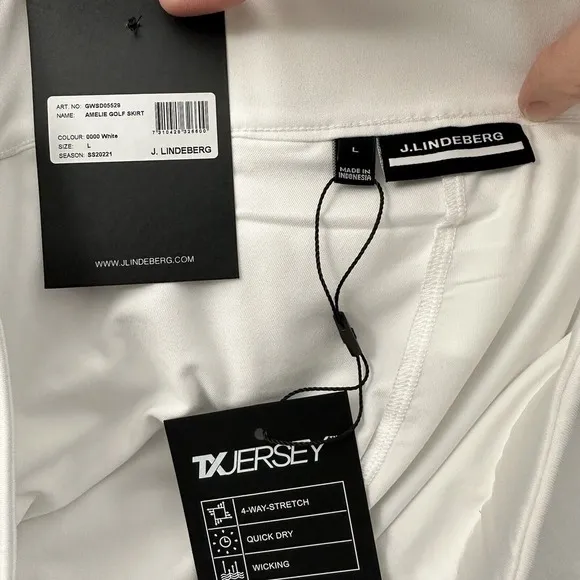 ART. NO: GWSD05529
NAME: AMELIE GOLF SKIRT
COLOUR: 0000 White
SIZE: L
SEASON: SS20221
J. LINDEBERG
WWW.JLINDEBERG.COM
L
MADE IN
INDONESIA
J.LINDEBERG
TXJERSEY
4-WAY-STRETCH
QUICK DRY
WICKING